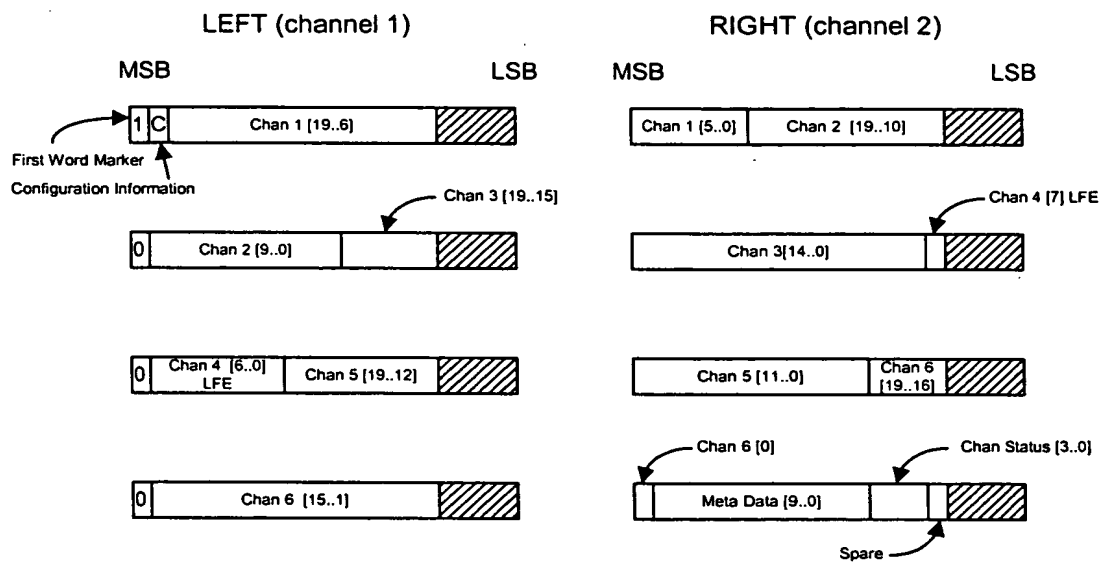 LEFT (channel 1)
RIGHT (channel 2)
MSB
LSB
MSB
LSB
1
C
Chan 1 [19..6]
Chan 1 [5..0]
Chan 2 [19..10]
First Word Marker
Configuration Information
Chan 3 [19..15]
Chan 4 [7] LFE
0
Chan 2 [9..0]
Chan 3[14..0]
0
Chan 4 [6..0]
LFE
Chan 5 [19..12]
Chan 5 [11..0]
Chan 6
[19..16]
Chan 6 [0]
Chan Status [3..0]
0
Chan 6 [15..1]
Meta Data [9..0]
Spare